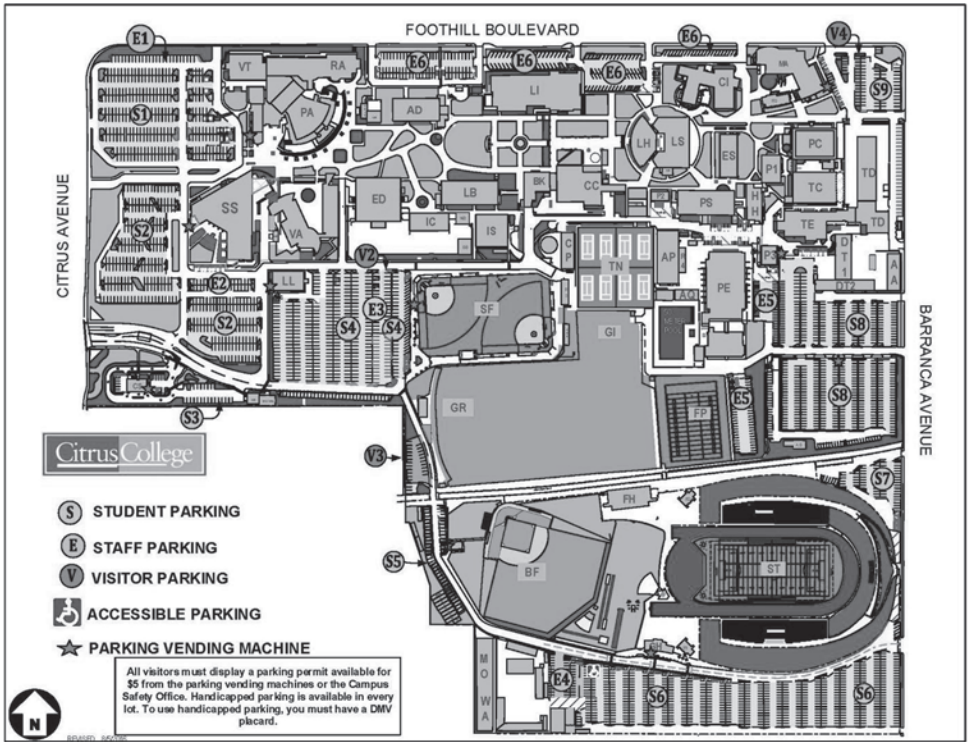 FOOTHILL BOULEVARD
E1
V4
VT
RA
E6
E6
E6
E6
CI
MA
S9
S1
PA
AD
LI
LH
LS
ES
PC
P1
TC
TD
CITRUS AVENUE
SS
VA
ED
LB
BK
CC
PS
H
H
TE
TD
S2
IC
IS
V2
C
P
TN
AP
P3
D
T
1
A
A
DT2
E2
LL
E3
S4
S4
SF
AQ
PE
E5
S2
GI
S8
BARRANCA AVENUE
S3
GR
FP
E5
S8
CitrusCollege
V3
S7
S STUDENT PARKING
E STAFF PARKING
V VISITOR PARKING
ACCESSIBLE PARKING
PARKING VENDING MACHINE
FH
S5
BF
ST
All visitors must display a parking permit available for
$5 from the parking vending machines or the Campus
Safety Office. Handicapped parking is available in every
lot. To use handicapped parking, you must have a DMV
placard.
M
O
W
A
E4
S6
S6
N
REVISED